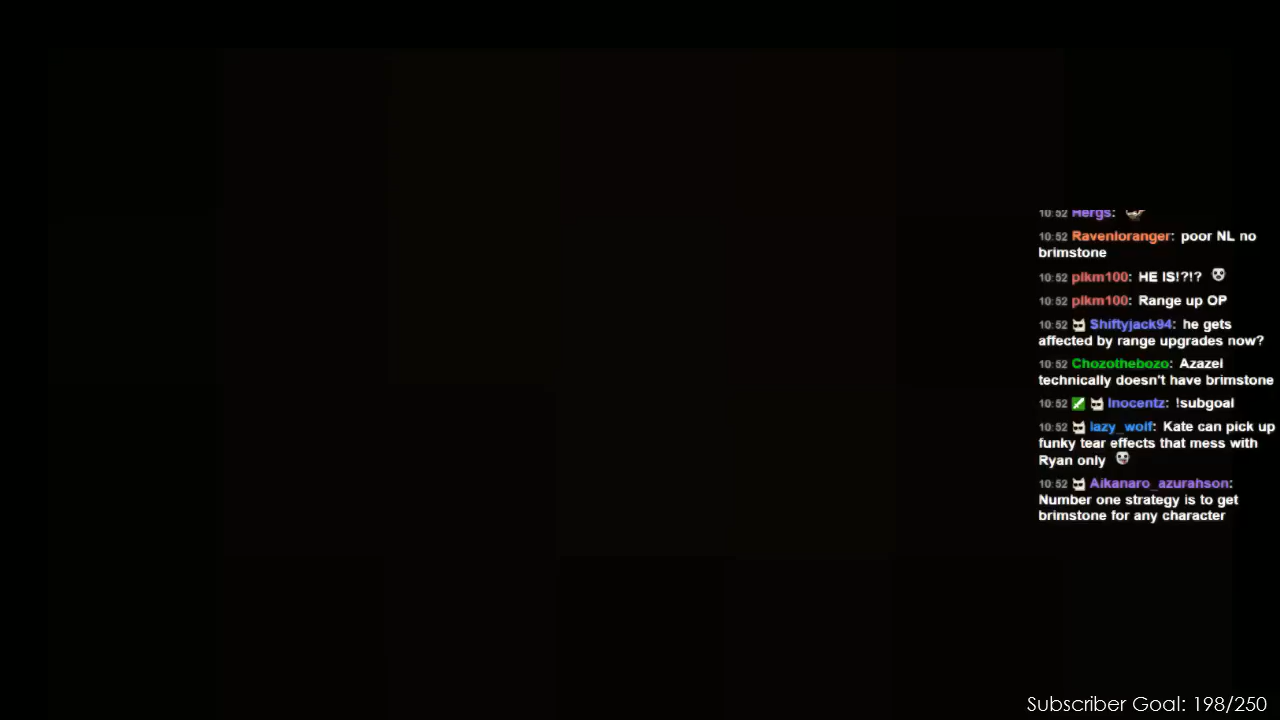 10:52 Hergs:
10:52 Ravenloranger: poor NL no
brimstone
10:52 plkm100: HE IS!?!?
10:52 plkm100: Range up OP
10:52 Shiftyjack94: he gets
affected by range upgrades now?
10:52 Chozothebozo: Azazel
technically doesn't have brimstone
10:52 Inocentz: !subgoal
10:52 lazy_wolf: Kate can pick up
funky tear effects that mess with
Ryan only
10:52 Aikanaro_azurahson:
Number one strategy is to get
brimstone for any character
Subscriber Goal: 198/250